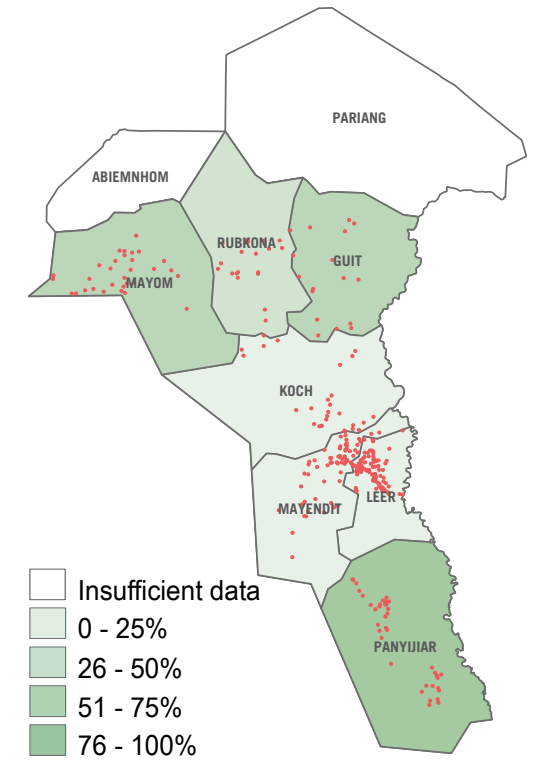 PARIANG
ABIEMNHOM
RUBKONA
GUIT
MAYOM
KOCH
LEER
MAYENDIT
PANYIJIAR
Insufficient data
0 - 25%
26 - 50%
51 - 75%
76 - 100%